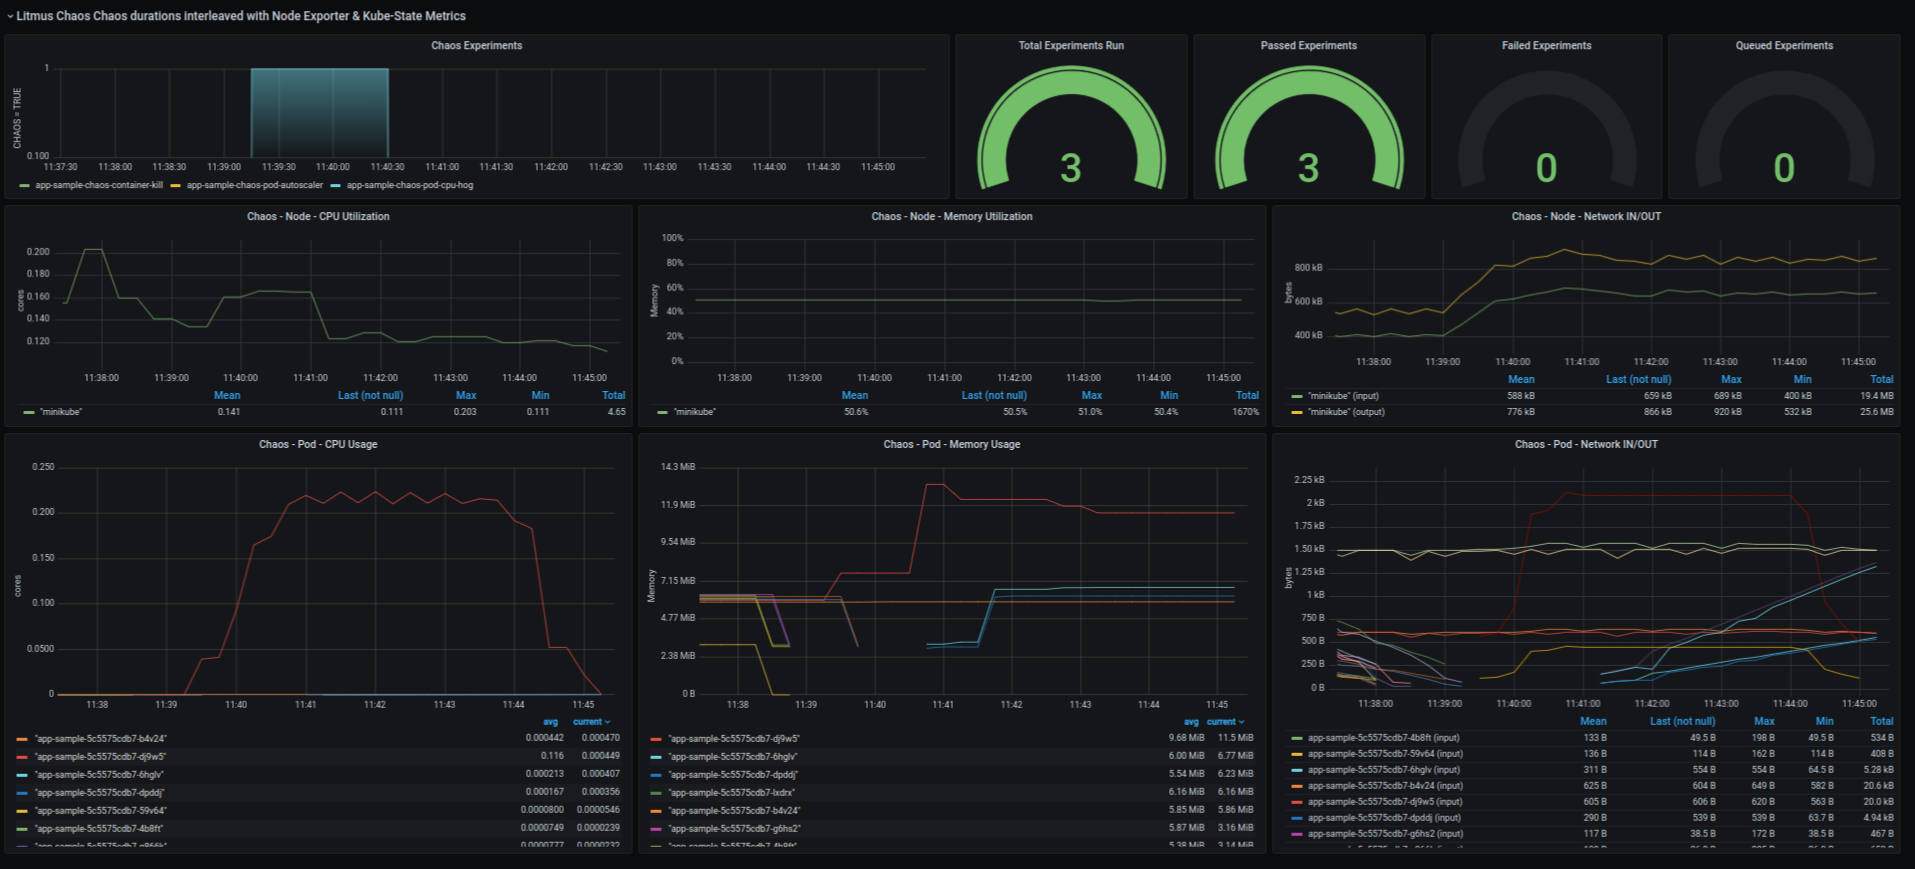 Litmus Chaos Chaos durations interleaved with Node Exporter & Kube-State Metrics
Chaos Experiments
CHAOS = TRUE
1
0.100
11:37:30 11:38:00 11:38:30 11:39:00 11:39:30 11:40:00 11:40:30 11:41:00 11:41:30 11:42:00 11:42:30 11:43:00 11:43:30 11:44:00 11:44:30 11:45:00
app-sample-chaos-container-kill app-sample-chaos-pod-autoscaler app-sample-chaos-pod-cpu-hog
Total Experiments Run
3
Passed Experiments
3
Failed Experiments
0
Queued Experiments
0
Chaos - Node - CPU Utilization
cores
0.200
0.180
0.160
0.140
0.120
11:38:00 11:39:00 11:40:00 11:41:00 11:42:00 11:43:00 11:44:00 11:45:00
Mean Last (not null) Max Min Total
"minikube" 0.141 0.111 0.203 0.111 4.65
Chaos - Node - Memory Utilization
Memory
100%
80%
60%
40%
20%
0%
11:38:00 11:39:00 11:40:00 11:41:00 11:42:00 11:43:00 11:44:00 11:45:00
Mean Last (not null) Max Min Total
"minikube" 50.6% 50.5% 51.0% 50.4% 1670%
Chaos - Node - Network IN/OUT
bytes
800 kB
600 kB
400 kB
11:38:00 11:39:00 11:40:00 11:41:00 11:42:00 11:43:00 11:44:00 11:45:00
Mean Last (not null) Max Min Total
"minikube" (input) 588 kB 659 kB 689 kB 400 kB 19.4 MB
"minikube" (output) 776 kB 866 kB 920 kB 532 kB 25.6 MB
Chaos - Pod - CPU Usage
cores
0.250
0.200
0.150
0.100
0.0500
0
11:38 11:39 11:40 11:41 11:42 11:43 11:44 11:45
avg current
"app-sample-5c5575cdb7-b4v24" 0.000442 0.000470
"app-sample-5c5575cdb7-dj9w5" 0.116 0.000449
"app-sample-5c5575cdb7-6hglv" 0.000213 0.000407
"app-sample-5c5575cdb7-dpddj" 0.000167 0.000356
"app-sample-5c5575cdb7-59v64" 0.0000800 0.0000546
"app-sample-5c5575cdb7-4b8ft" 0.0000749 0.0000239
0.0000777 0.0000232
Chaos - Pod - Memory Usage
Memory
14.3 MiB
11.9 MiB
9.54 MiB
7.15 MiB
4.77 MiB
2.38 MiB
0 B
11:38 11:39 11:40 11:41 11:42 11:43 11:44 11:45
avg current
"app-sample-5c5575cdb7-dj9w5" 9.68 MiB 11.5 MiB
"app-sample-5c5575cdb7-6hglv" 6.00 MiB 6.77 MiB
"app-sample-5c5575cdb7-dpddj" 5.54 MiB 6.23 MiB
"app-sample-5c5575cdb7-lxdrx" 6.16 MiB 6.16 MiB
"app-sample-5c5575cdb7-b4v24" 5.85 MiB 5.86 MiB
"app-sample-5c5575cdb7-g6hs2" 5.87 MiB 3.16 MiB
"app-sample-5c5575cdb7-4b8ft" 5.38 MiB 3.14 MiB
Chaos - Pod - Network IN/OUT
bytes
2.25 kB
2 kB
1.75 kB
1.50 kB
1.25 kB
1 kB
750 B
500 B
250 B
0 B
11:38:00 11:39:00 11:40:00 11:41:00 11:42:00 11:43:00 11:44:00 11:45:00
Mean Last (not null) Max Min Total
app-sample-5c5575cdb7-4b8ft (input) 133 B 49.5 B 198 B 49.5 B 534 B
app-sample-5c5575cdb7-59v64 (input) 136 B 114 B 162 B 114 B 408 B
app-sample-5c5575cdb7-6hglv (input) 311 B 554 B 554 B 64.5 B 5.28 kB
app-sample-5c5575cdb7-b4v24 (input) 625 B 604 B 649 B 582 B 20.6 kB
app-sample-5c5575cdb7-dj9w5 (input) 605 B 606 B 620 B 563 B 20.0 kB
app-sample-5c5575cdb7-dpddj (input) 290 B 539 B 539 B 63.7 B 4.94 kB
app-sample-5c5575cdb7-g6hs2 (input) 117 B 38.5 B 172 B 38.5 B 467 B